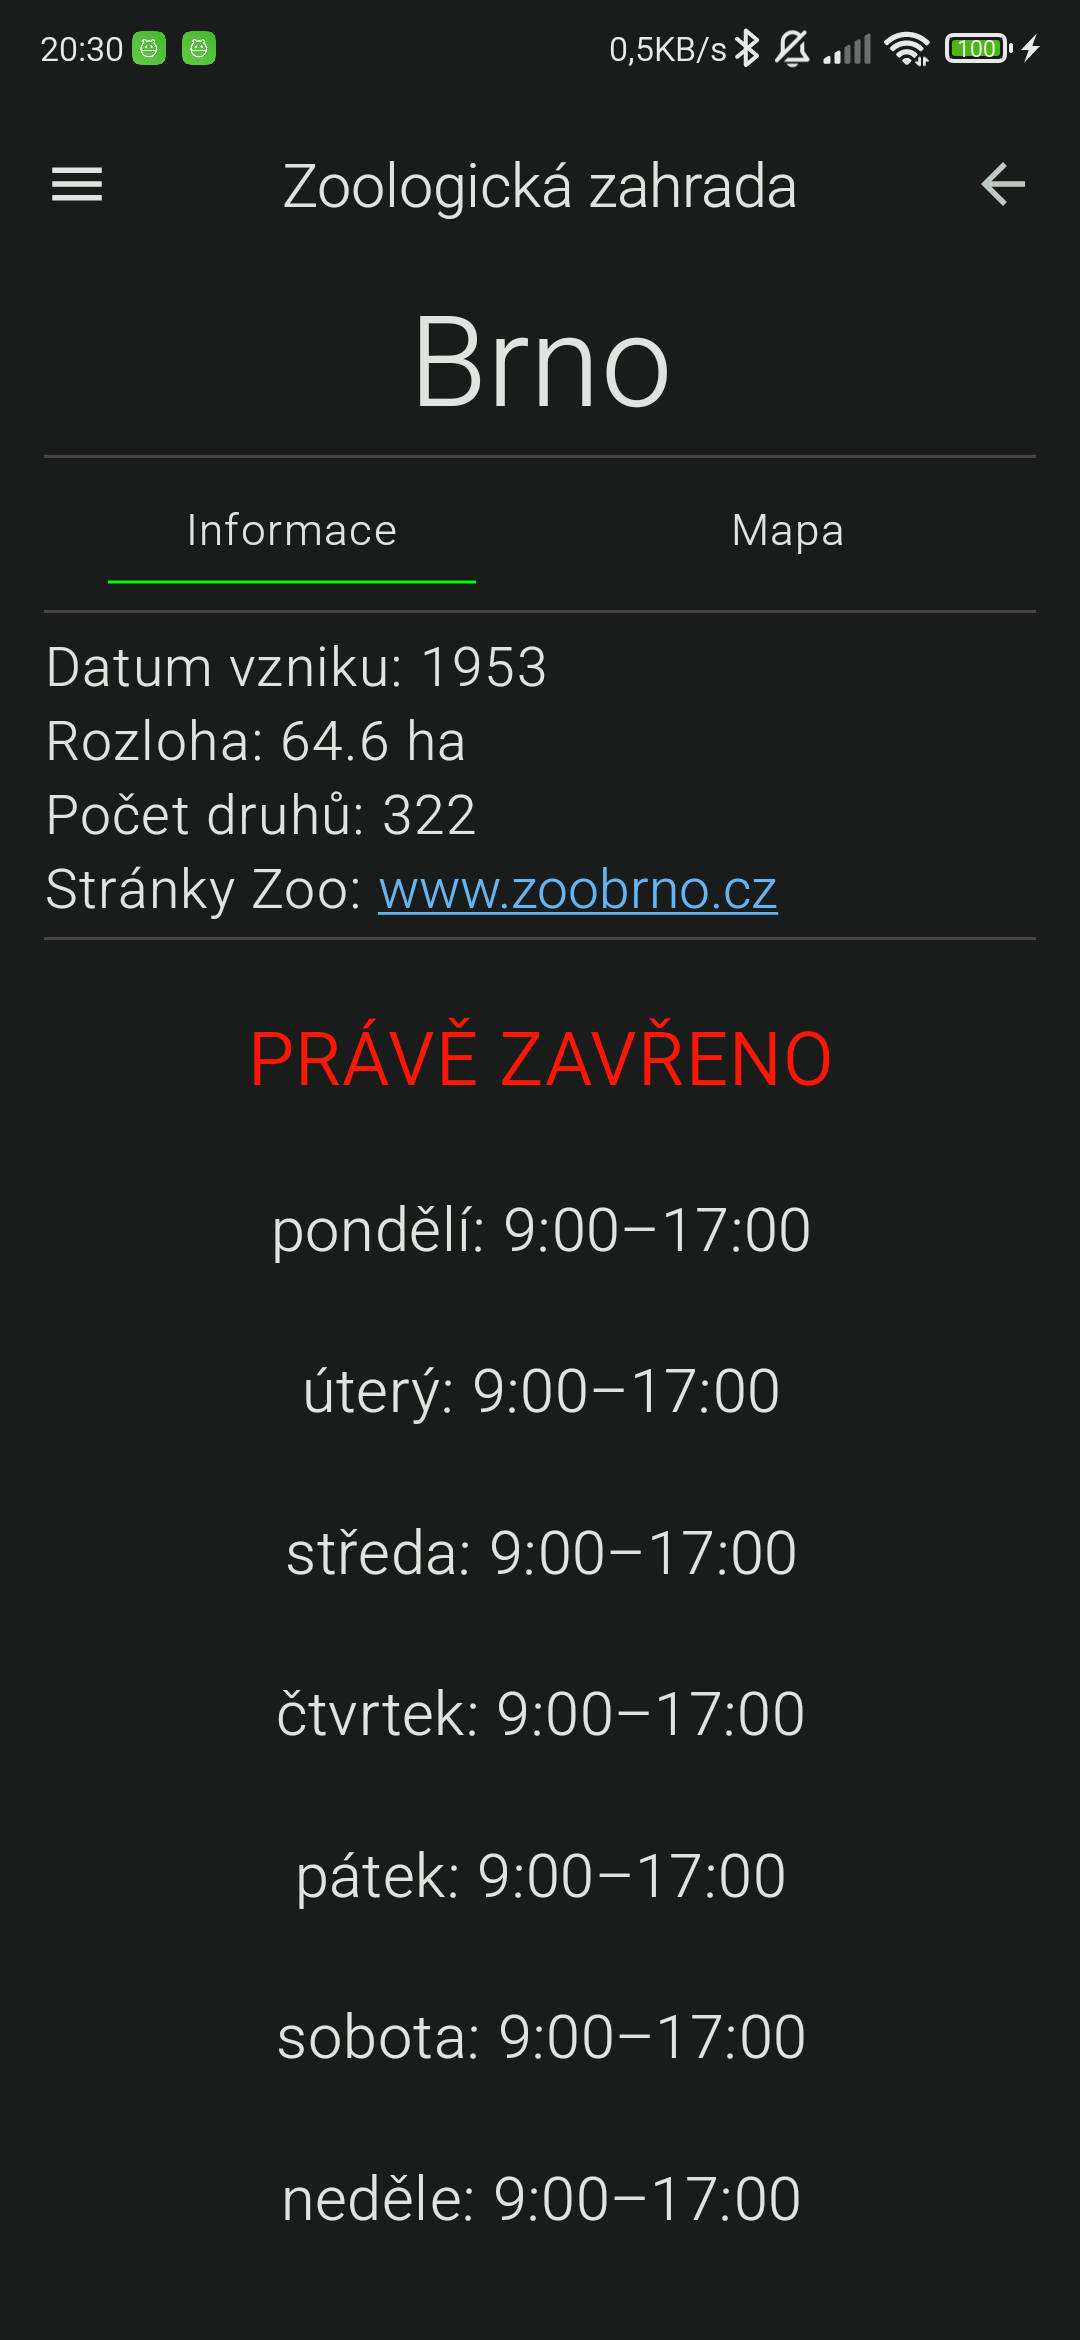 20:30 0,5KB/s 100
Zoologická zahrada
Brno
Informace Mapa
Datum vzniku: 1953
Rozloha: 64.6 ha
Počet druhů: 322
Stránky Zoo: www.zoobrno.cz
PRÁVĚ ZAVŘENO
pondělí: 9:00–17:00
úterý: 9:00–17:00
středa: 9:00–17:00
čtvrtek: 9:00–17:00
pátek: 9:00–17:00
sobota: 9:00–17:00
neděle: 9:00–17:00